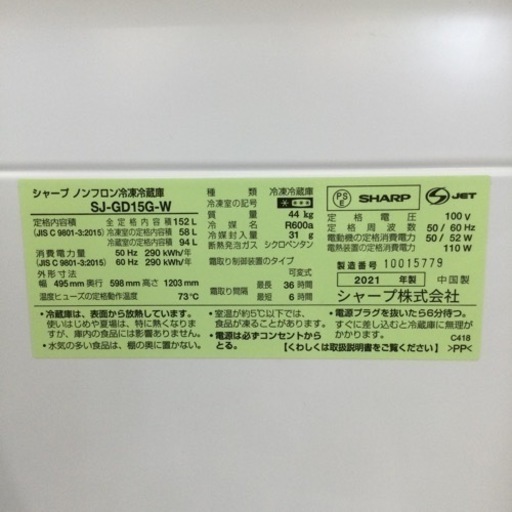 シャープ ノンフロン冷凍冷蔵庫
SJ-GD15G-W
定格内容積 全定格内容積 152 L
(JIS C 9801-3:2015) 冷凍室の定格内容積 58 L
冷蔵室の定格内容積 94 L
消費電力量 50 Hz 290 kWh/年
(JIS C 9801-3:2015) 60 Hz 290 kWh/年
外形寸法
幅 495 mm 奥行 598 mm 高さ 1203 mm
温度ヒューズの定格動作温度 73℃
種類 冷凍冷蔵庫
冷凍室の記号
質量 44 kg
冷媒名 R600a
冷媒封入量 31 g
断熱発泡ガス シクロペンタン
霜取り制御装置のタイプ
可変式
霜取り間隔 最長 36 時間
最短 6 時間
PS E SHARP S JET
定格電圧 100 V
定格周波数 50 / 60 Hz
電動機の定格消費電力 50 / 52 W
電熱装置の定格消費電力 110 W
製造番号 10015779
2021 年製 中国製
シャープ株式会社
・冷蔵庫は、表面から放熱しています。
使いはじめや夏場は、特に熱く感じられ
ますが、庫内の食品には影響ありません。
・水気の多い食品は、棚の奥に置かない。
・室温が約5℃以下では、
食品が凍ることがあります。
・電源は必ずコンセントから
とる。
・電源プラグを抜いたら6分待つ。
すぐに差し込むと冷蔵庫に無理が
かかります。 C418
【くわしくは取扱説明書をご覧ください】 >PP<